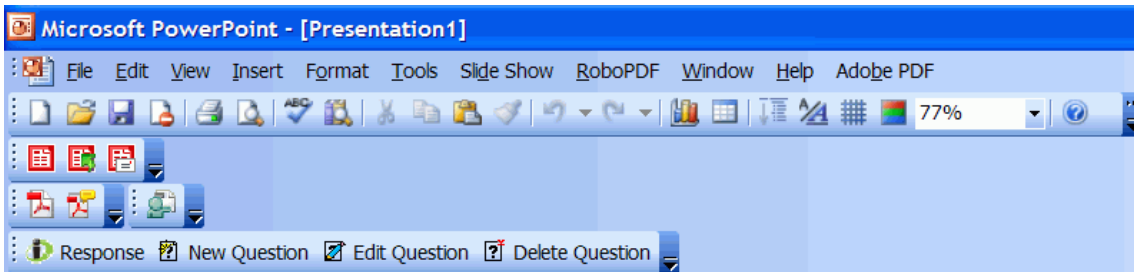 Microsoft PowerPoint - [Presentation1]
File Edit View Insert Format Tools Slide Show RoboPDF Window Help Adobe PDF
ABC 77%
Response New Question Edit Question Delete Question